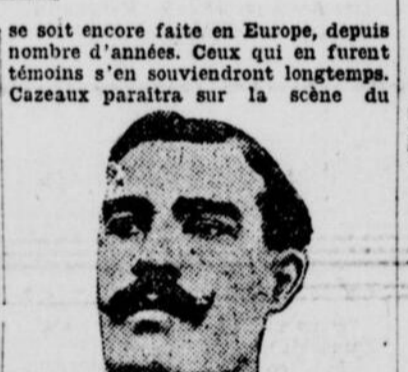 se soit encore faite en Europe, depuis
nombre d'années. Ceux qui en furent
témoins s'en souviendront longtemps.
Cazeaux paraitra sur la scène du